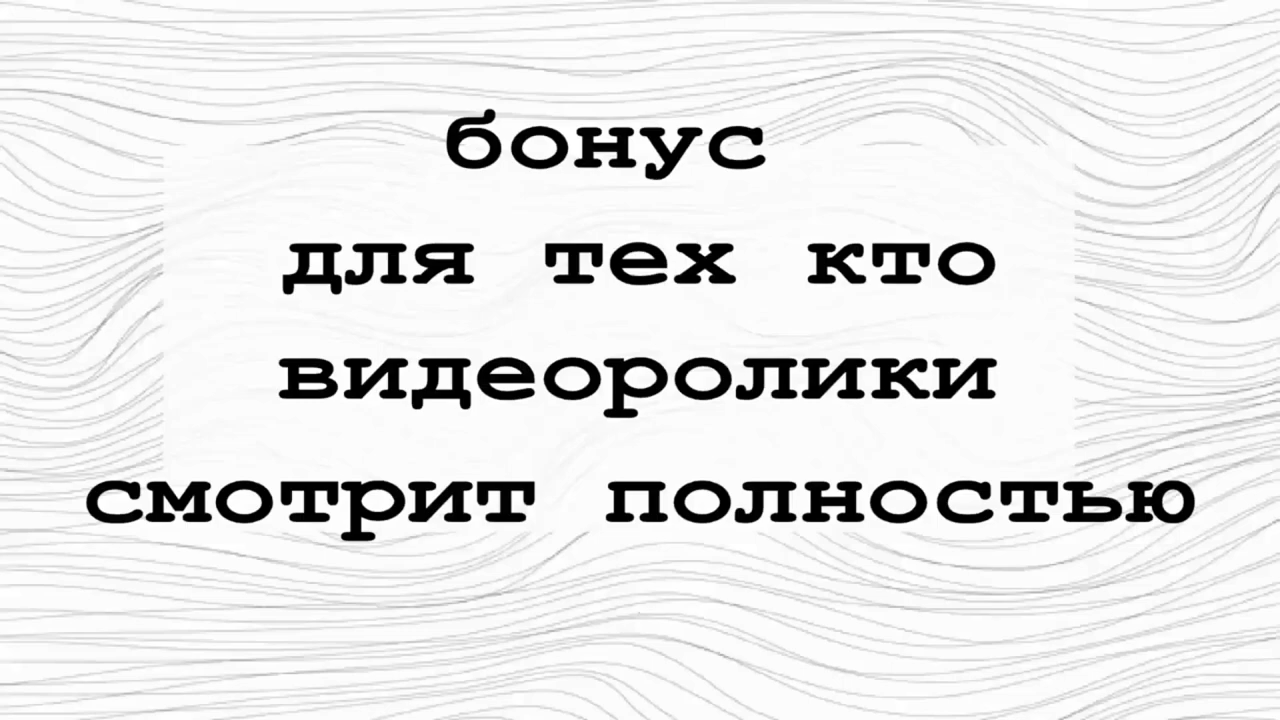 бонус
для тех кто
видеоролики
смотрит полностью